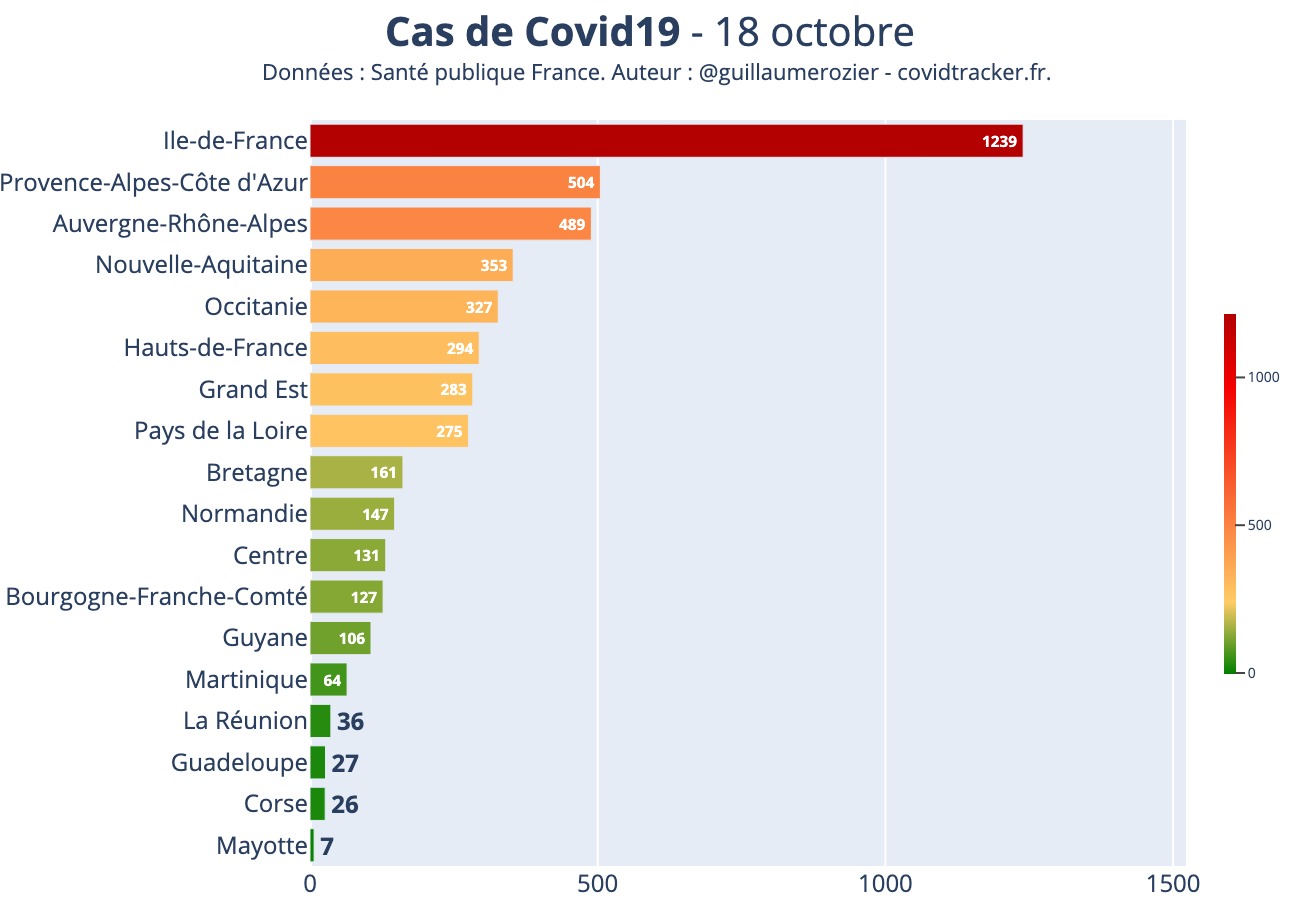 Cas de Covid19 - 18 octobre
Données : Santé publique France. Auteur : @guillaumerozier - covidtracker.fr.
Ile-de-France 1239
Provence-Alpes-Côte d'Azur 504
Auvergne-Rhône-Alpes 489
Nouvelle-Aquitaine 353
Occitanie 327
Hauts-de-France 294
Grand Est 283
Pays de la Loire 275
Bretagne 161
Normandie 147
Centre 131
Bourgogne-Franche-Comté 127
Guyane 106
Martinique 64
La Réunion 36
Guadeloupe 27
Corse 26
Mayotte 7
0 500 1000 1500
1000
500
0